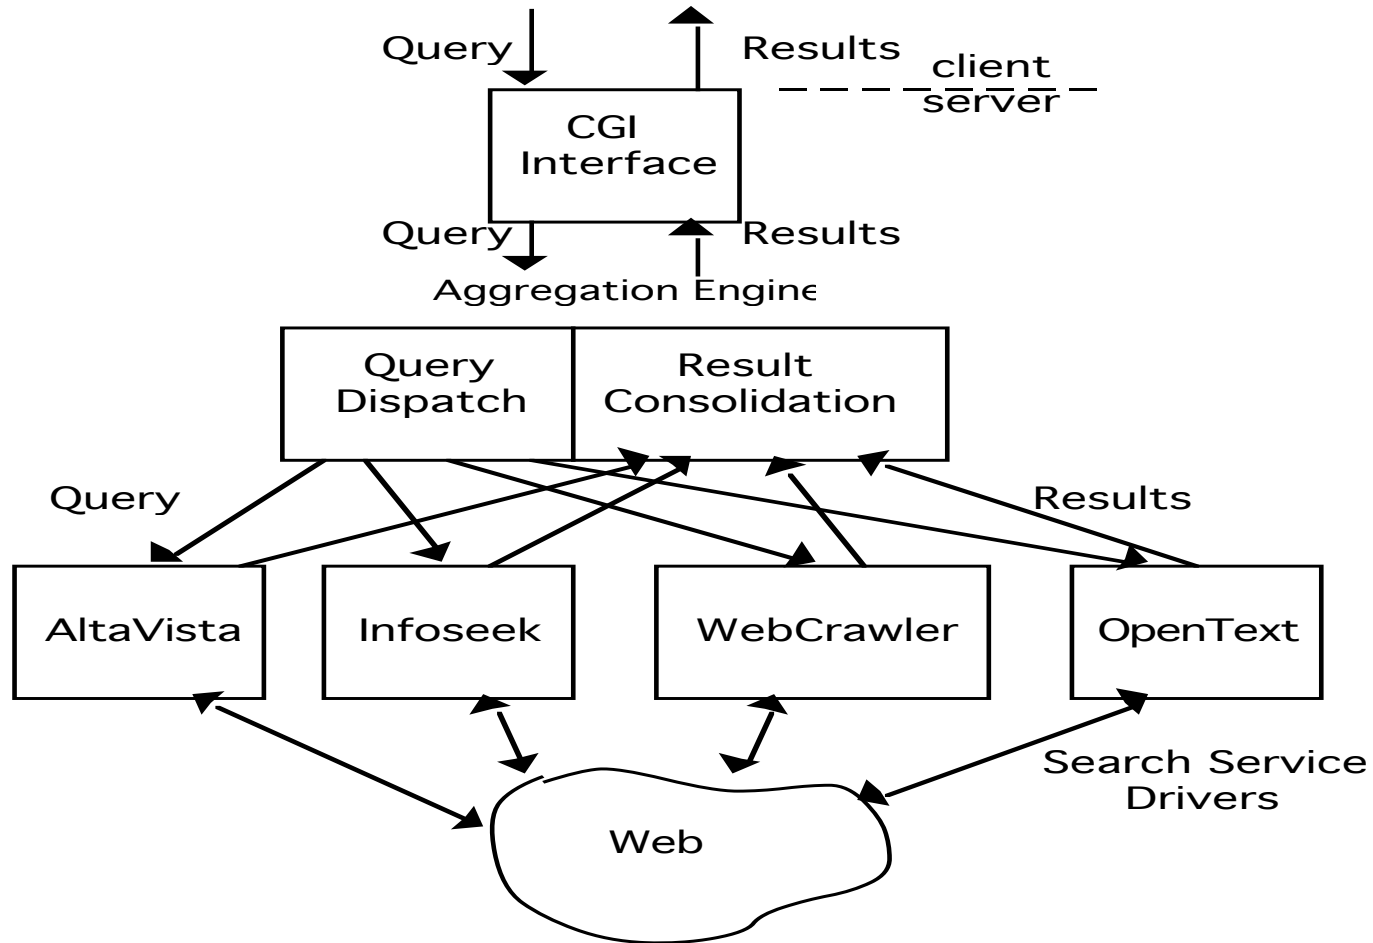 Query
Results
client
server
CGI
Interface
Query
Results
Aggregation Engine
Query
Dispatch
Result
Consolidation
Query
Results
AltaVista
Infoseek
WebCrawler
OpenText
Search Service
Drivers
Web